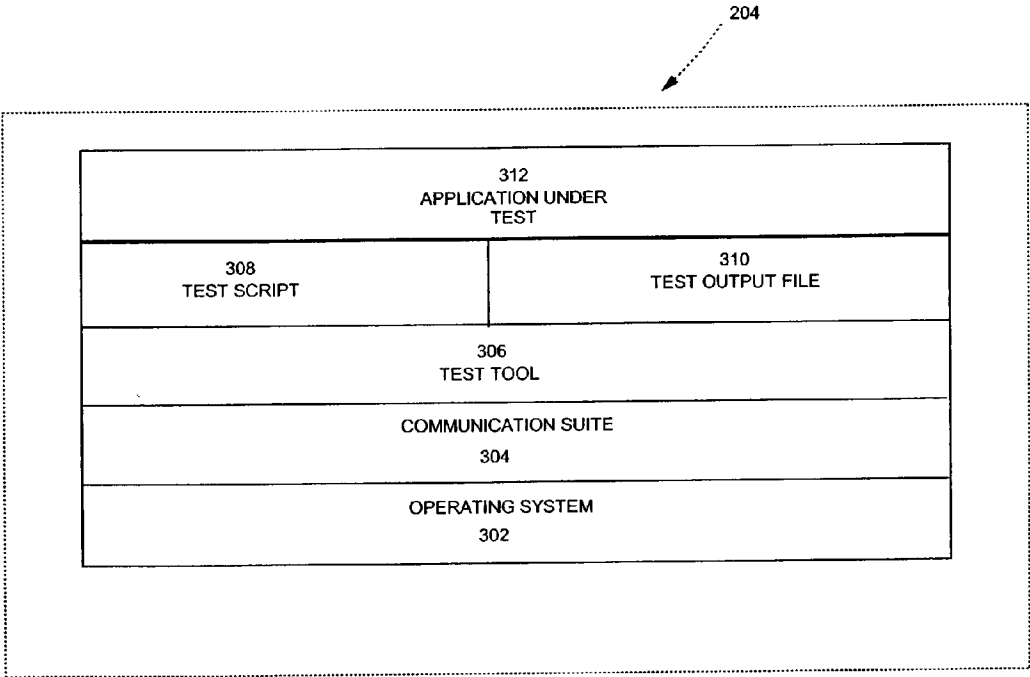 204
312
APPLICATION UNDER
TEST
308
TEST SCRIPT
310
TEST OUTPUT FILE
306
TEST TOOL
COMMUNICATION SUITE
304
OPERATING SYSTEM
302